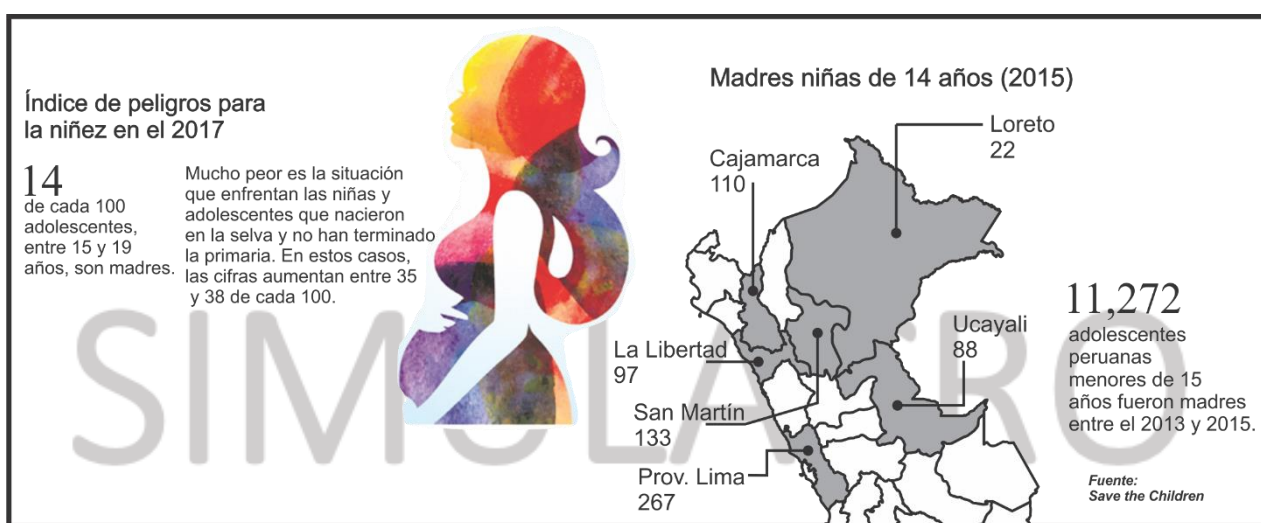 Índice de peligros para
la niñez en el 2017
14
de cada 100
adolescentes,
entre 15 y 19
años, son madres.
Mucho peor es la situación
que enfrentan las niñas y
adolescentes que nacieron
en la selva y no han terminado
la primaria. En estos casos,
las cifras aumentan entre 35
y 38 de cada 100.
Madres niñas de 14 años (2015)
Loreto
22
Cajamarca
110
La Libertad
97
San Martín
133
Prov. Lima
267
Ucayali
88
11,272
adolescentes
peruanas
menores de 15
años fueron madres
entre el 2013 y 2015.
Fuente:
Save the Children
SIMULACRO